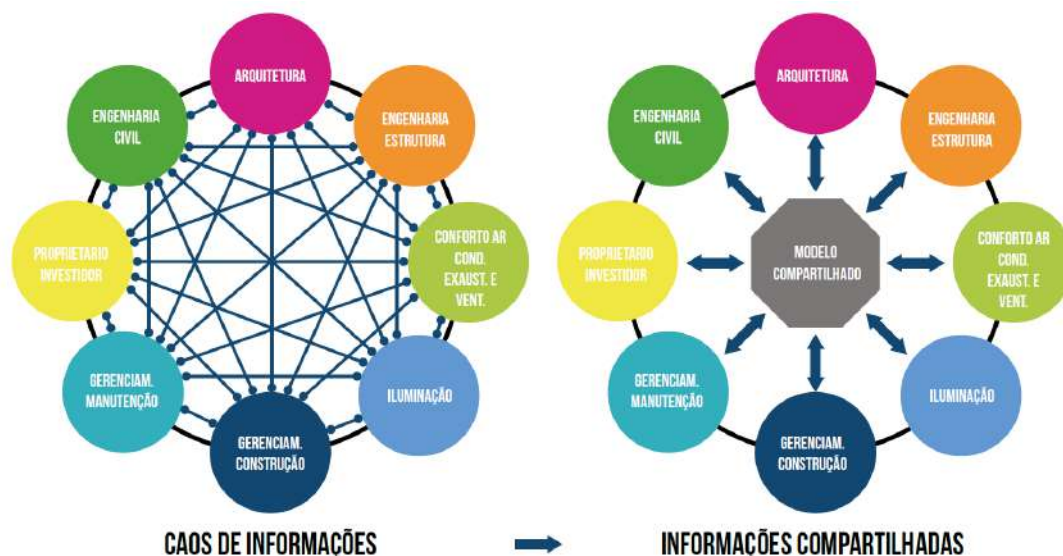 ARQUITETURA
ENGENHARIA
CIVIL
ENGENHARIA
ESTRUTURA
PROPRIETARIO
INVESTIDOR
CONFORTO AR
COND.
EXAUST. E
VENT.
GERENCIAM.
MANUTENÇÃO
ILUMINAÇÃO
GERENCIAM.
CONSTRUÇÃO
CAOS DE INFORMAÇÕES
ARQUITETURA
ENGENHARIA
CIVIL
ENGENHARIA
ESTRUTURA
PROPRIETARIO
INVESTIDOR
MODELO
COMPARTILHADO
CONFORTO AR
COND.
EXAUST. E
VENT.
GERENCIAM.
MANUTENÇÃO
ILUMINAÇÃO
GERENCIAM.
CONSTRUÇÃO
INFORMAÇÕES COMPARTILHADAS